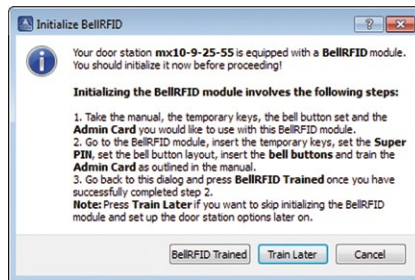 Initialize BellRFID
Your door station mx10-9-25-55 is equipped with a BellRFID module.
You should initialize it now before proceeding!
Initializing the BellRFID module involves the following steps:
1. Take the manual, the temporary keys, the bell button set and the
Admin Card you would like to use with this BellRFID module.
2. Go to the BellRFID module, insert the temporary keys, set the Super
PIN, set the bell button layout, insert the bell buttons and train the
Admin Card as outlined in the manual.
3. Go back to this dialog and press BellRFID Trained once you have
successfully completed step 2.
Note: Press Train Later if you want to skip initializing the BellRFID
module and set up the door station options later on.
BellRFID Trained Train Later Cancel